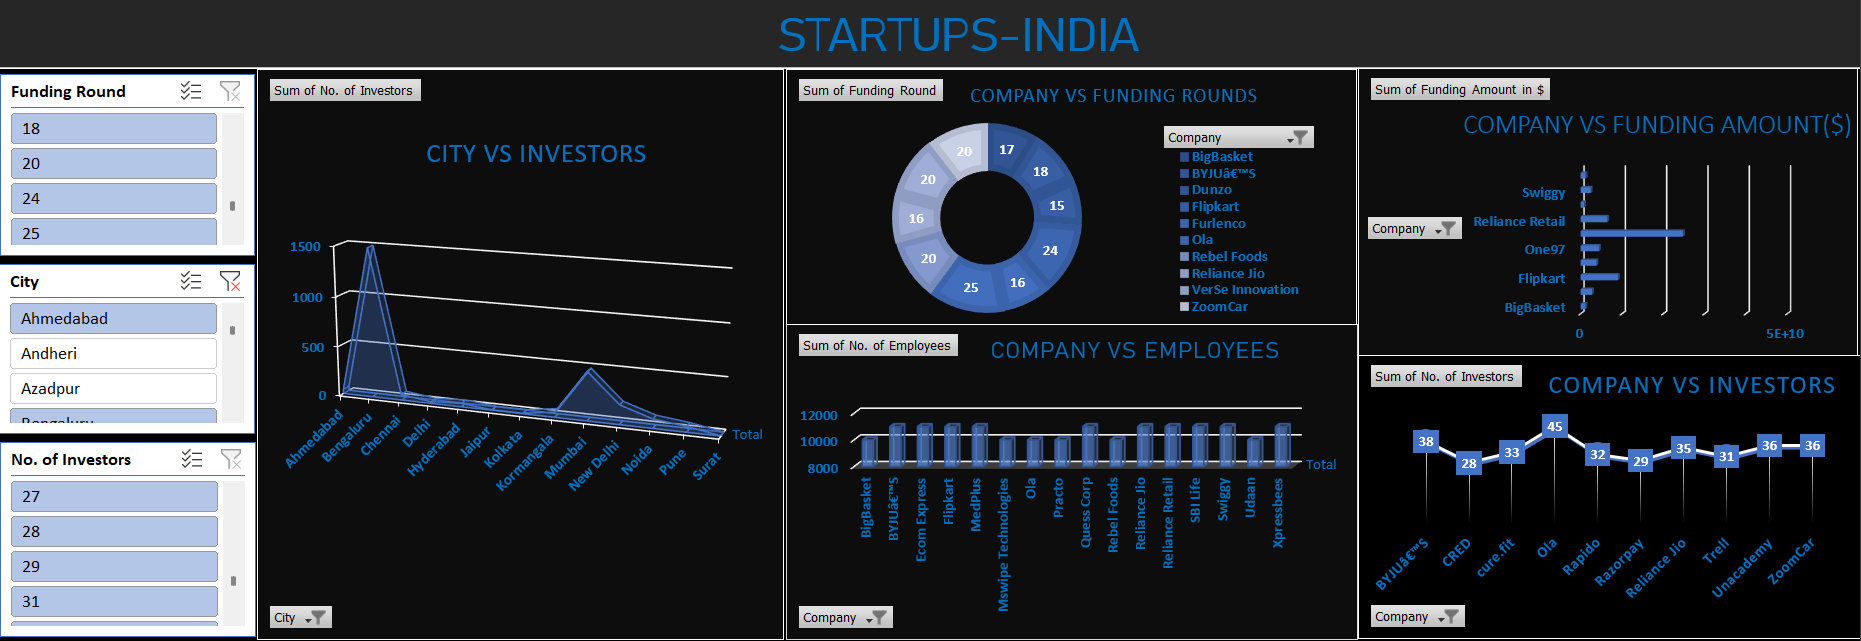 STARTUPS-INDIA
Funding Round
18
20
24
25
City
Ahmedabad
Andheri
Azadpur
Bengaluru
No. of Investors
27
28
29
31
Sum of No. of Investors
CITY VS INVESTORS
1500
1000
500
0
Ahmedabad
Bengaluru
Chennai
Delhi
Hyderabad
Jaipur
Kolkata
Kormangala
Mumbai
New Delhi
Noida
Pune
Surat
Total
City
Sum of Funding Round
COMPANY VS FUNDING ROUNDS
17
18
15
24
16
25
20
16
20
20
Company
BigBasket
BYJUâ€™S
Dunzo
Flipkart
Furlenco
Ola
Rebel Foods
Reliance Jio
VerSe Innovation
ZoomCar
Sum of No. of Employees
COMPANY VS EMPLOYEES
12000
10000
8000
BigBasket
BYJUâ€™S
Ecom Express
Flipkart
MedPlus
Mswipe Technologies
Ola
Practo
Quess Corp
Rebel Foods
Reliance Jio
Reliance Retail
SBI Life
Swiggy
Udaan
Xpressbees
Total
Company
Sum of Funding Amount in $
COMPANY VS FUNDING AMOUNT($)
Company
Swiggy
Reliance Retail
One97
Flipkart
BigBasket
0
5E+10
Sum of No. of Investors
COMPANY VS INVESTORS
38
28
33
45
32
29
35
31
36
36
BYJUâ€™S
CRED
cure.fit
Ola
Rapido
Razorpay
Reliance Jio
Trell
Unacademy
ZoomCar
Company